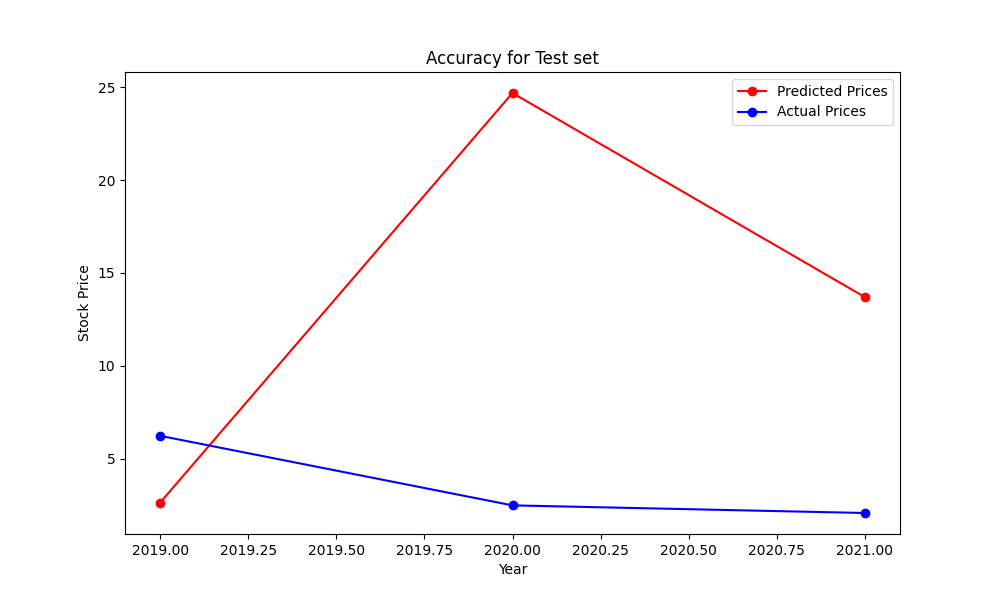 Accuracy for Test set
Predicted Prices
Actual Prices
Stock Price
25
20
15
10
5
2019.00 2019.25 2019.50 2019.75 2020.00 2020.25 2020.50 2020.75 2021.00
Year